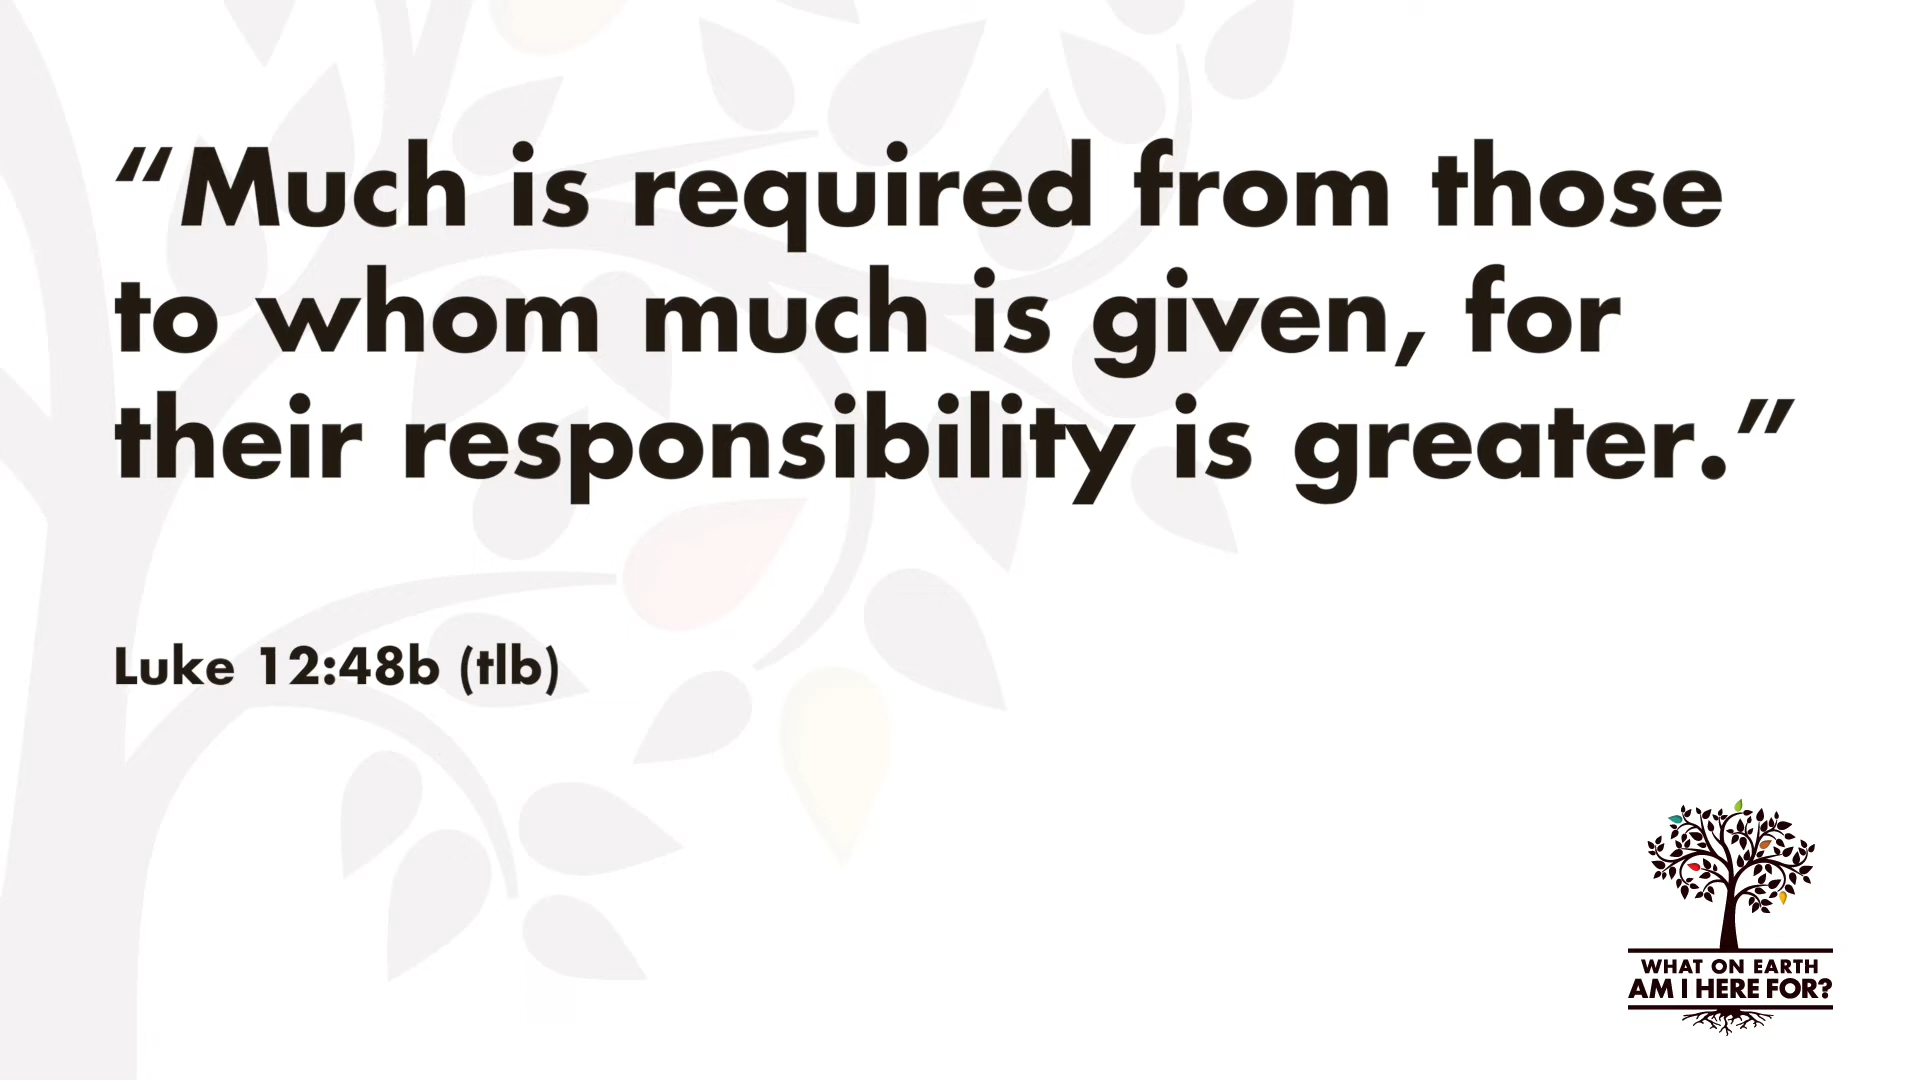 “Much is required from those
to whom much is given, for
their responsibility is greater.”
Luke 12:48b (tlb)
WHAT ON EARTH
AM I HERE FOR?